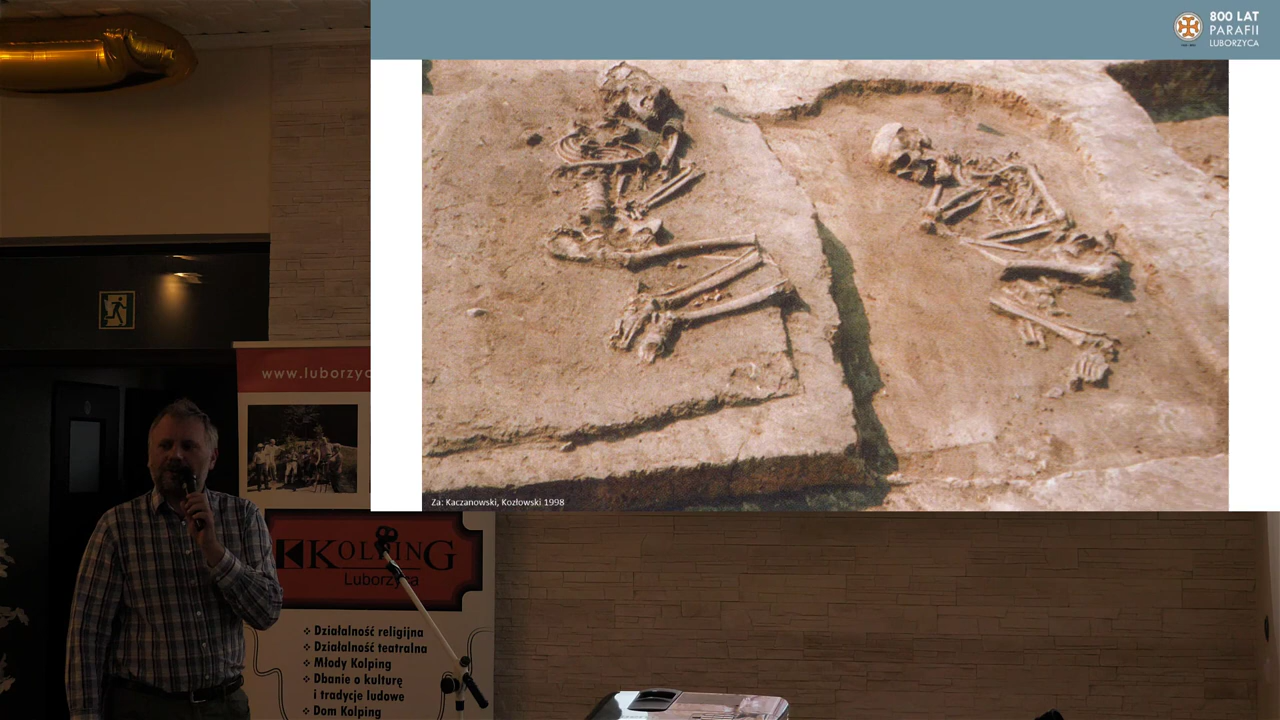 800 LAT
PARAFII
LUBORZYCA
www.luborzyc
Za: Kaczanowski, Kozłowski 1998
KOLPING
Luborzyca
❖ Działalność religijna
❖ Działalność teatralna
❖ Młody Kolping
❖ Dbanie o kulturę
i tradycje ludowe
❖ Dom Kolping